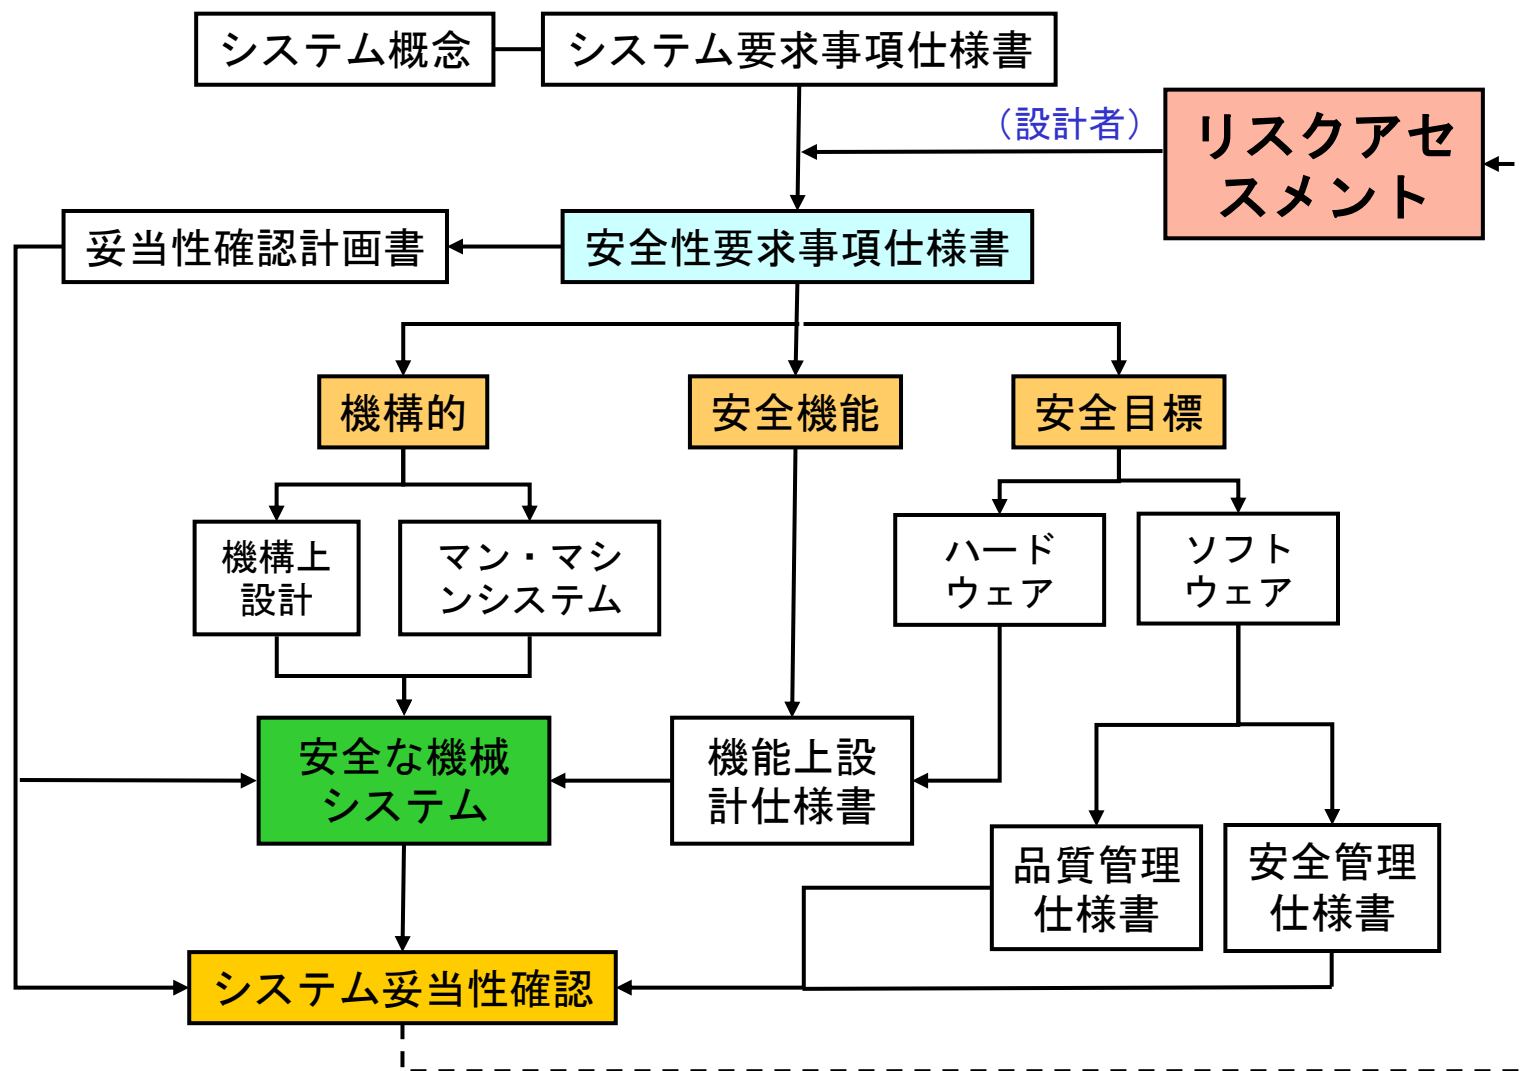 システム概念
システム要求事項仕様書
（設計者）
リスクアセ
スメント
妥当性確認計画書
安全性要求事項仕様書
機構的
安全機能
安全目標
機構上
設計
マン・マシ
ンシステム
ハード
ウェア
ソフト
ウェア
安全な機械
システム
機能上設
計仕様書
品質管理
仕様書
安全管理
仕様書
システム妥当性確認